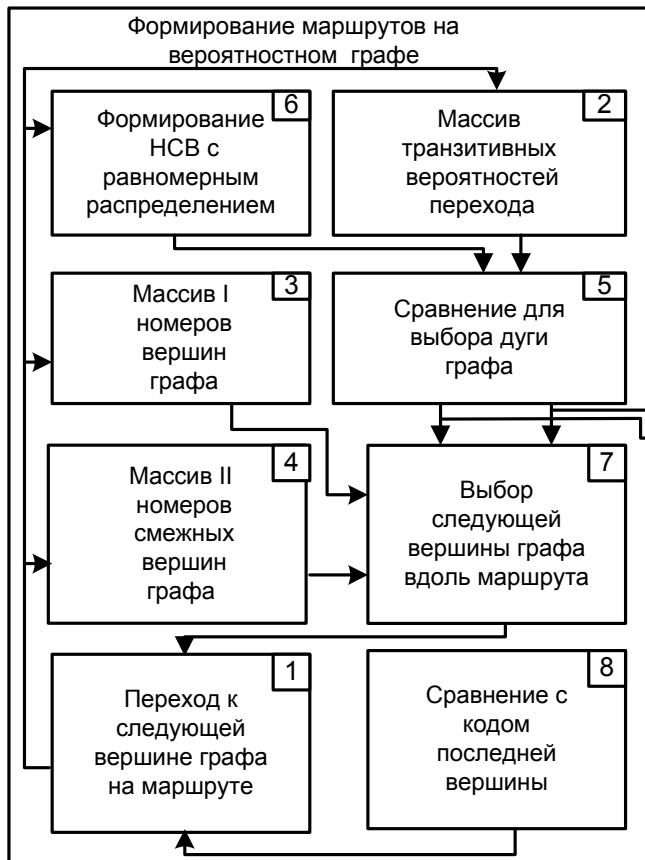 Формирование маршрутов на
вероятностном графе
6
Формирование
НСВ с
равномерным
распределением
2
Массив
транзитивных
вероятностей
перехода
3
Массив I
номеров
вершин
графа
5
Сравнение для
выбора дуги
графа
4
Массив II
номеров
смежных
вершин
графа
7
Выбор
следующей
вершины графа
вдоль маршрута
1
Переход к
следующей
вершине графа
на маршруте
8
Сравнение с
кодом
последней
вершины